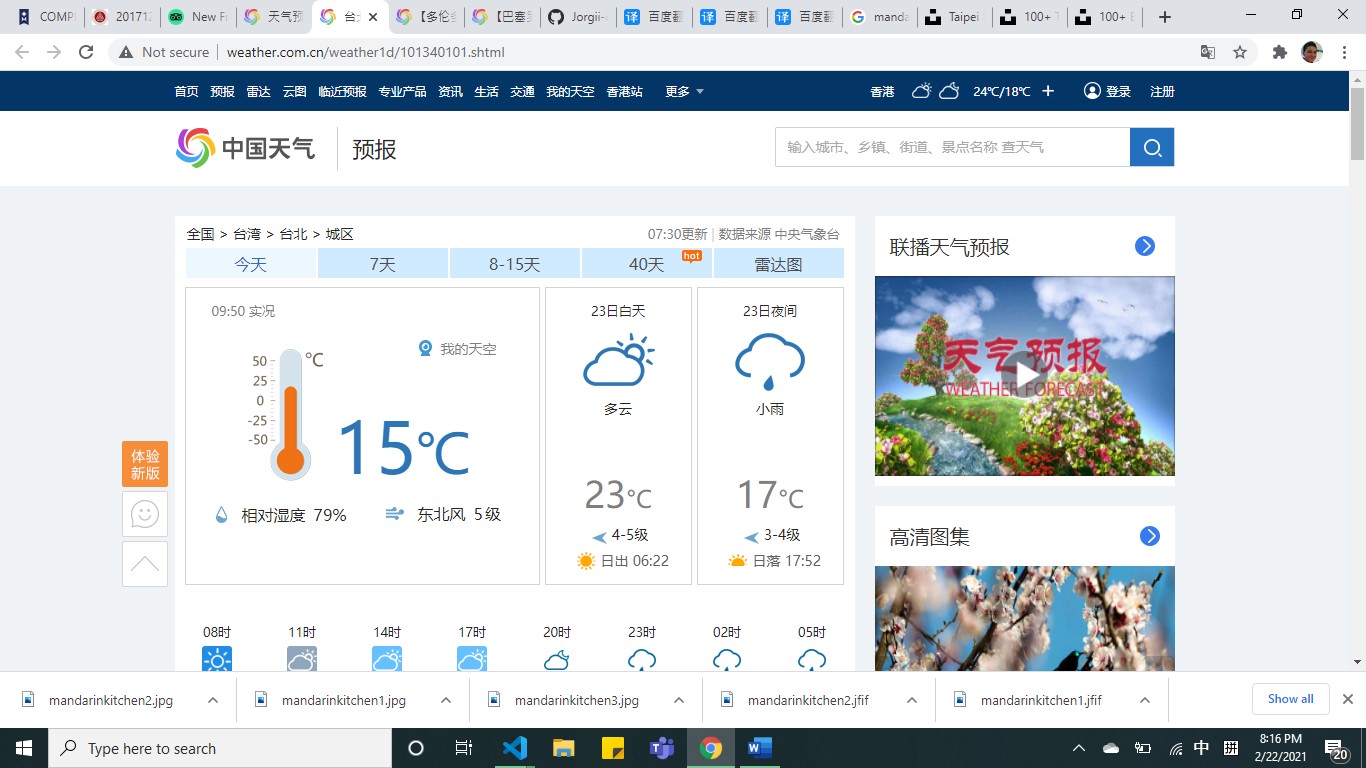 COMP
201712
New Fr
天气预
台
【多伦
【巴塞
Jorgii-
百度翻
百度翻
百度翻
manda
Taipei
100+ T
100+ E
Not secure
weather.com.cn/weather1d/101340101.shtml
首页 预报 雷达 云图 临近预报 专业产品 资讯 生活 交通 我的天空 香港站 更多
香港 24℃/18℃ + 登录 注册
中国天气 预报
输入城市、乡镇、街道、景点名称 查天气
全国 > 台湾 > 台北 > 城区
07:30更新 | 数据来源 中央气象台
今天 7天 8-15天 40天 hot 雷达图
09:50 实况
我的天空
℃
50
25
0
-25
-50
15℃
相对湿度 79%
东北风 5级
23日白天
多云
23℃
4-5级
日出 06:22
23日夜间
小雨
17℃
3-4级
日落 17:52
08时 11时 14时 17时 20时 23时 02时 05时
体验
新版
联播天气预报
天气预报
WEATHER FORECAST
高清图集
mandarinkitchen2.jpg
mandarinkitchen1.jpg
mandarinkitchen3.jpg
mandarinkitchen2.jfif
mandarinkitchen1.jfif
Show all
Type here to search
中
8:16 PM
2/22/2021
20